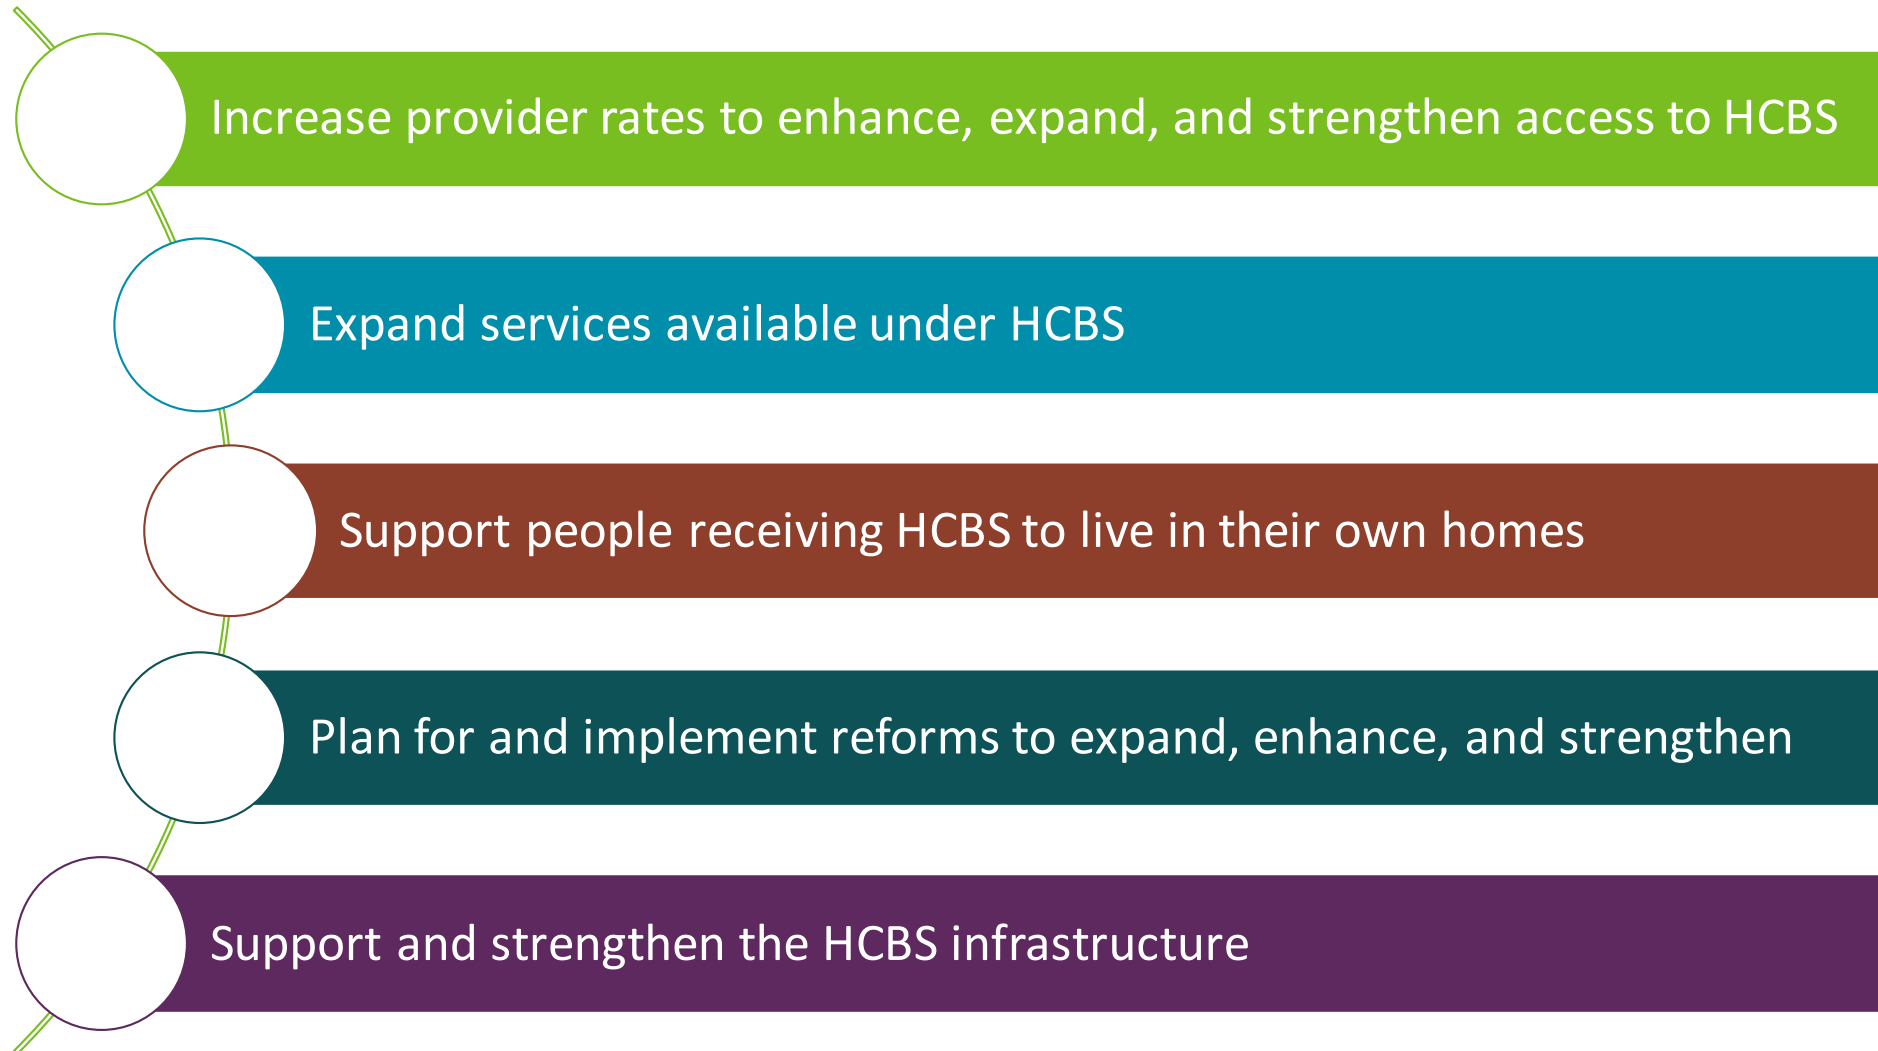 Increase provider rates to enhance, expand, and strengthen access to HCBS
Expand services available under HCBS
Support people receiving HCBS to live in their own homes
Plan for and implement reforms to expand, enhance, and strengthen
Support and strengthen the HCBS infrastructure